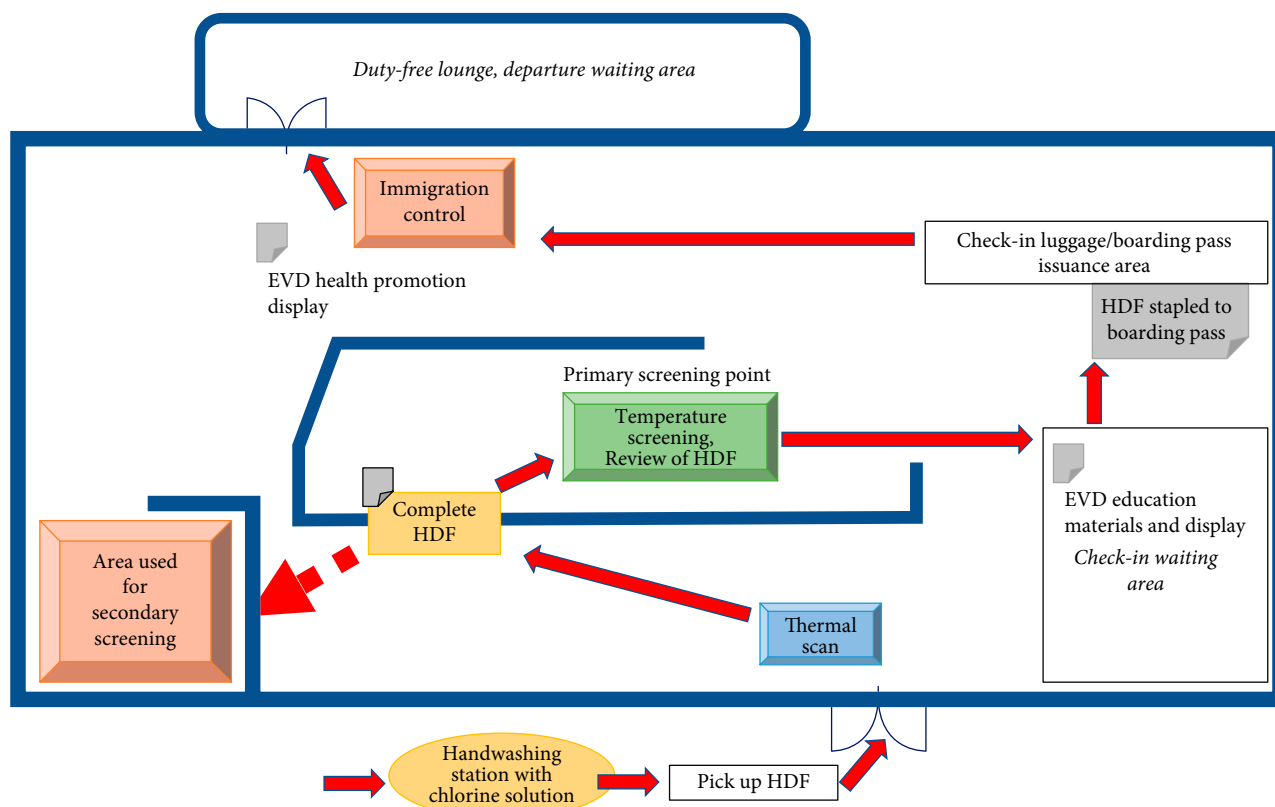 Duty-free lounge, departure waiting area
Immigration
control
EVD health promotion
display
Check-in luggage/boarding pass
issuance area
HDF stapled to
boarding pass
Primary screening point
Temperature
screening,
Review of HDF
Complete
HDF
EVD education
materials and display
Check-in waiting
area
Area used
for
secondary
screening
Thermal
scan
Handwashing
station with
chlorine solution
Pick up HDF